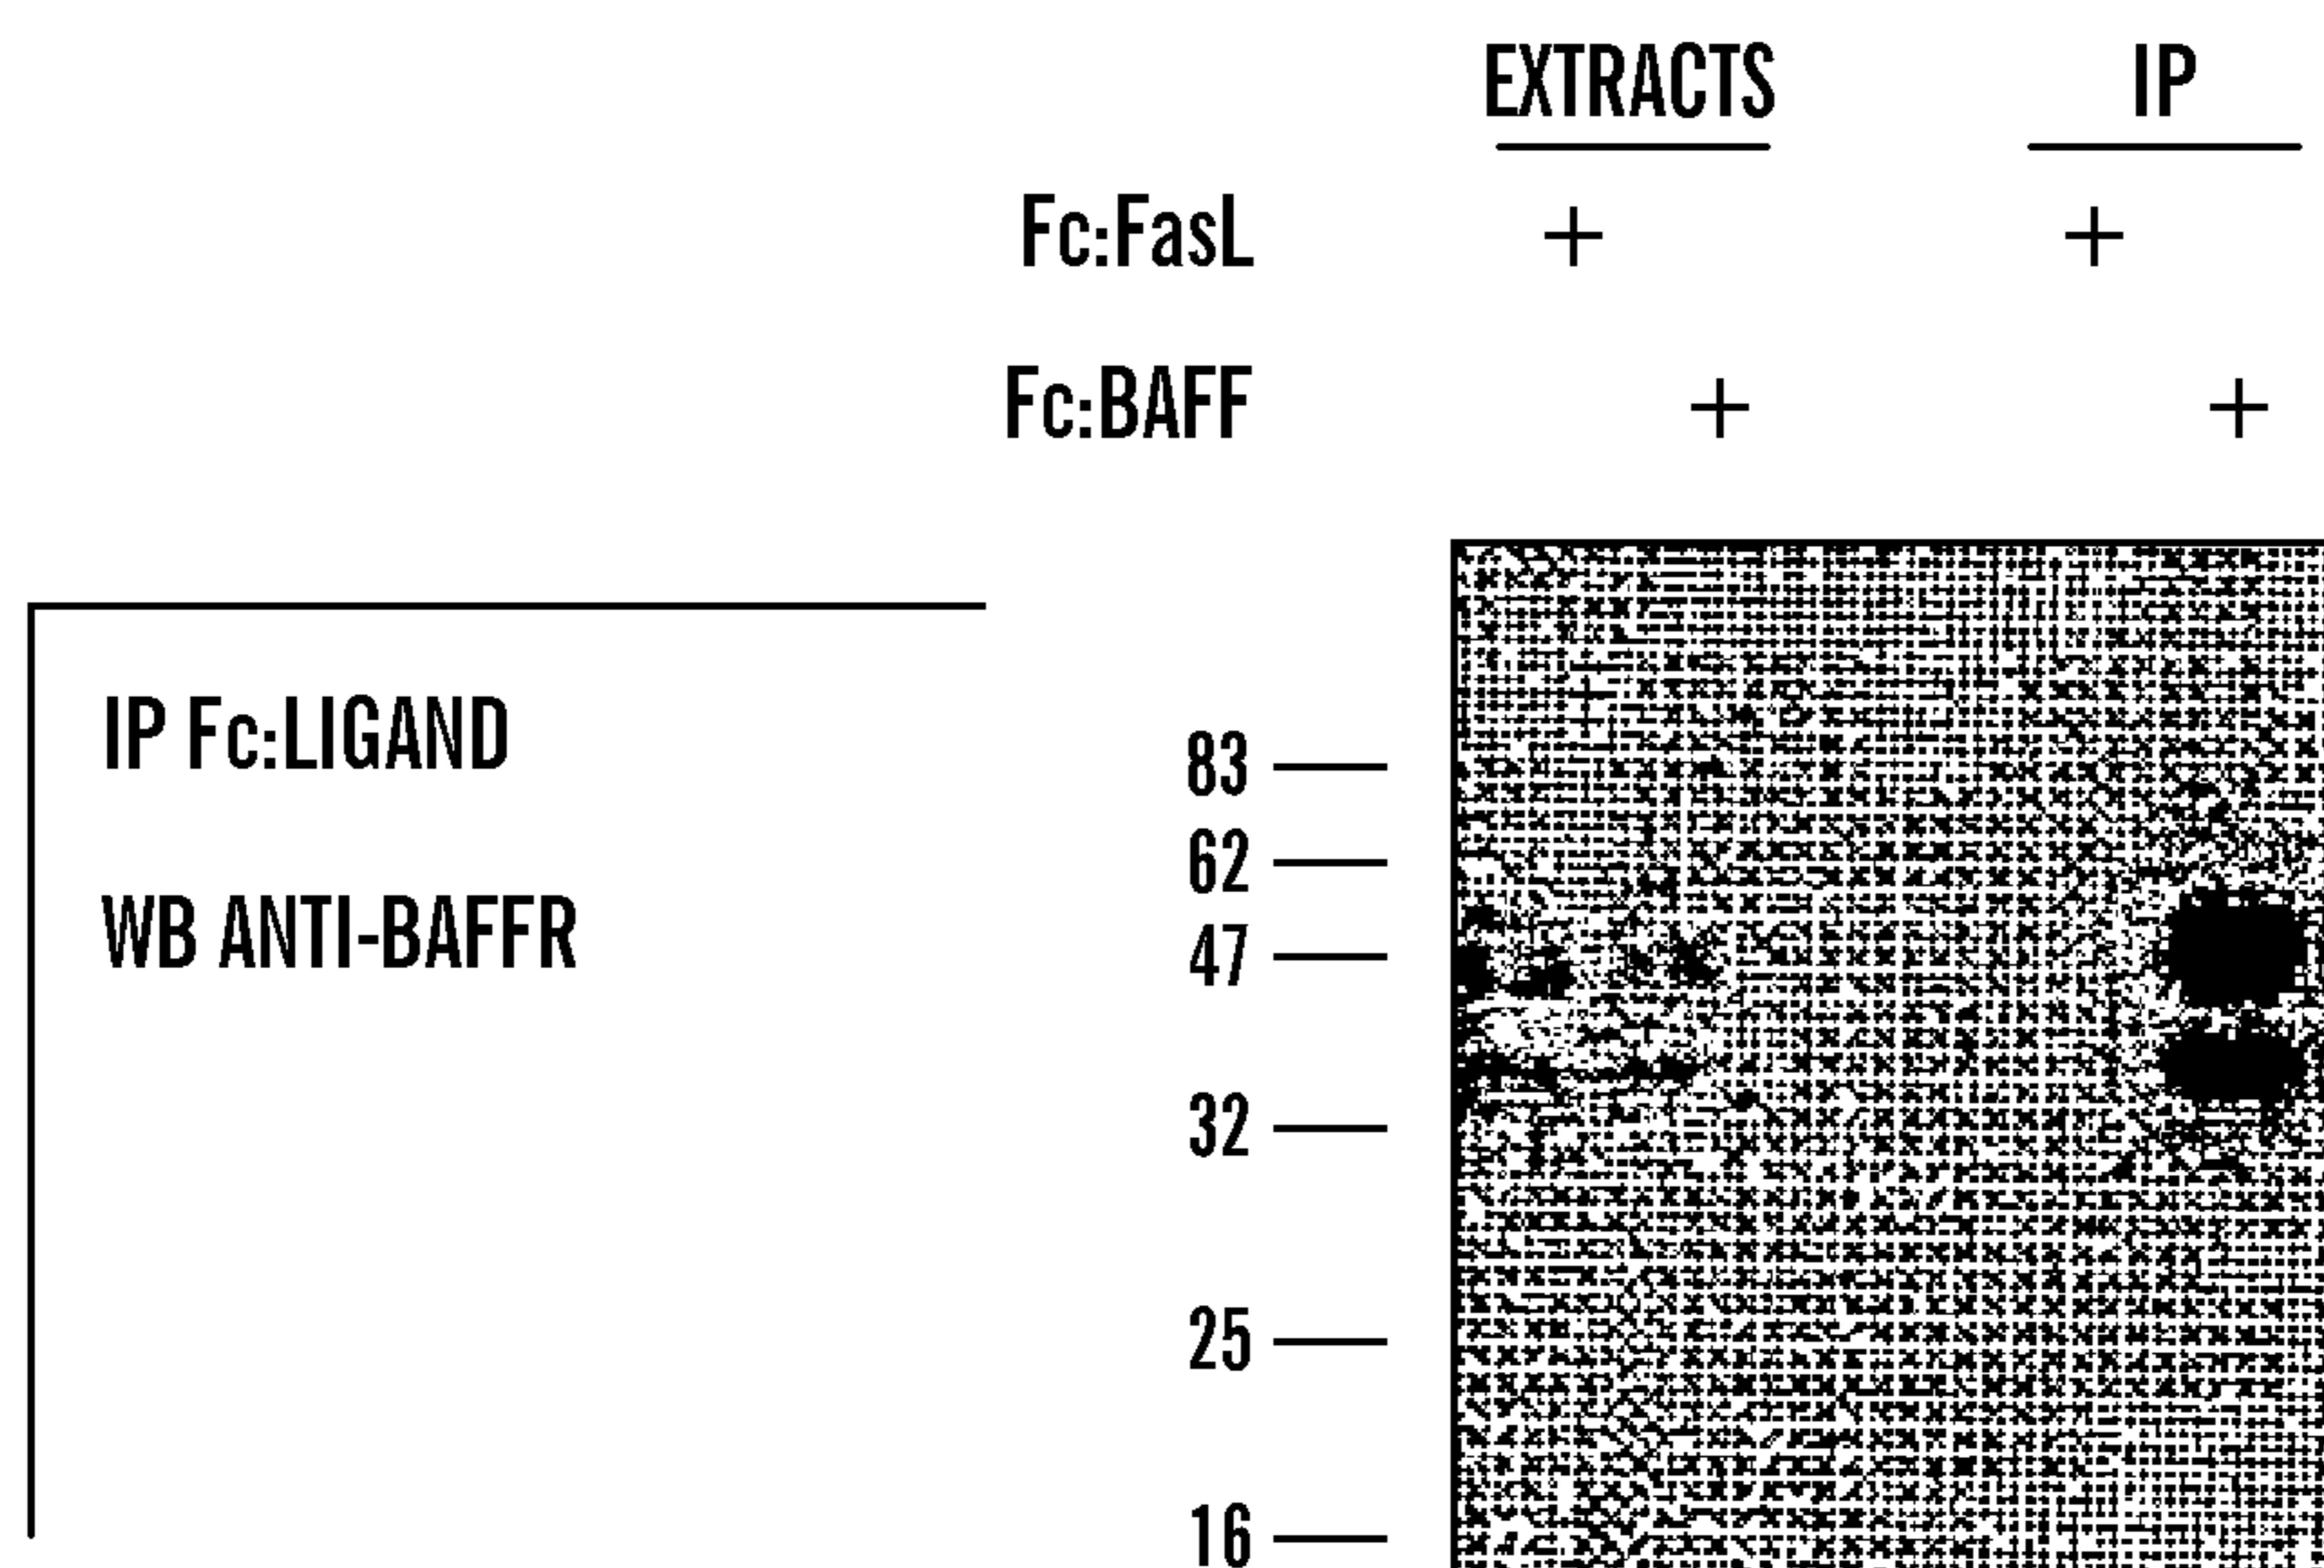 EXTRACTS IP
Fc:FasL + +
Fc:BAFF + +
IP Fc:LIGAND
WB ANTI-BAFFR
83
62
47
32
25
16